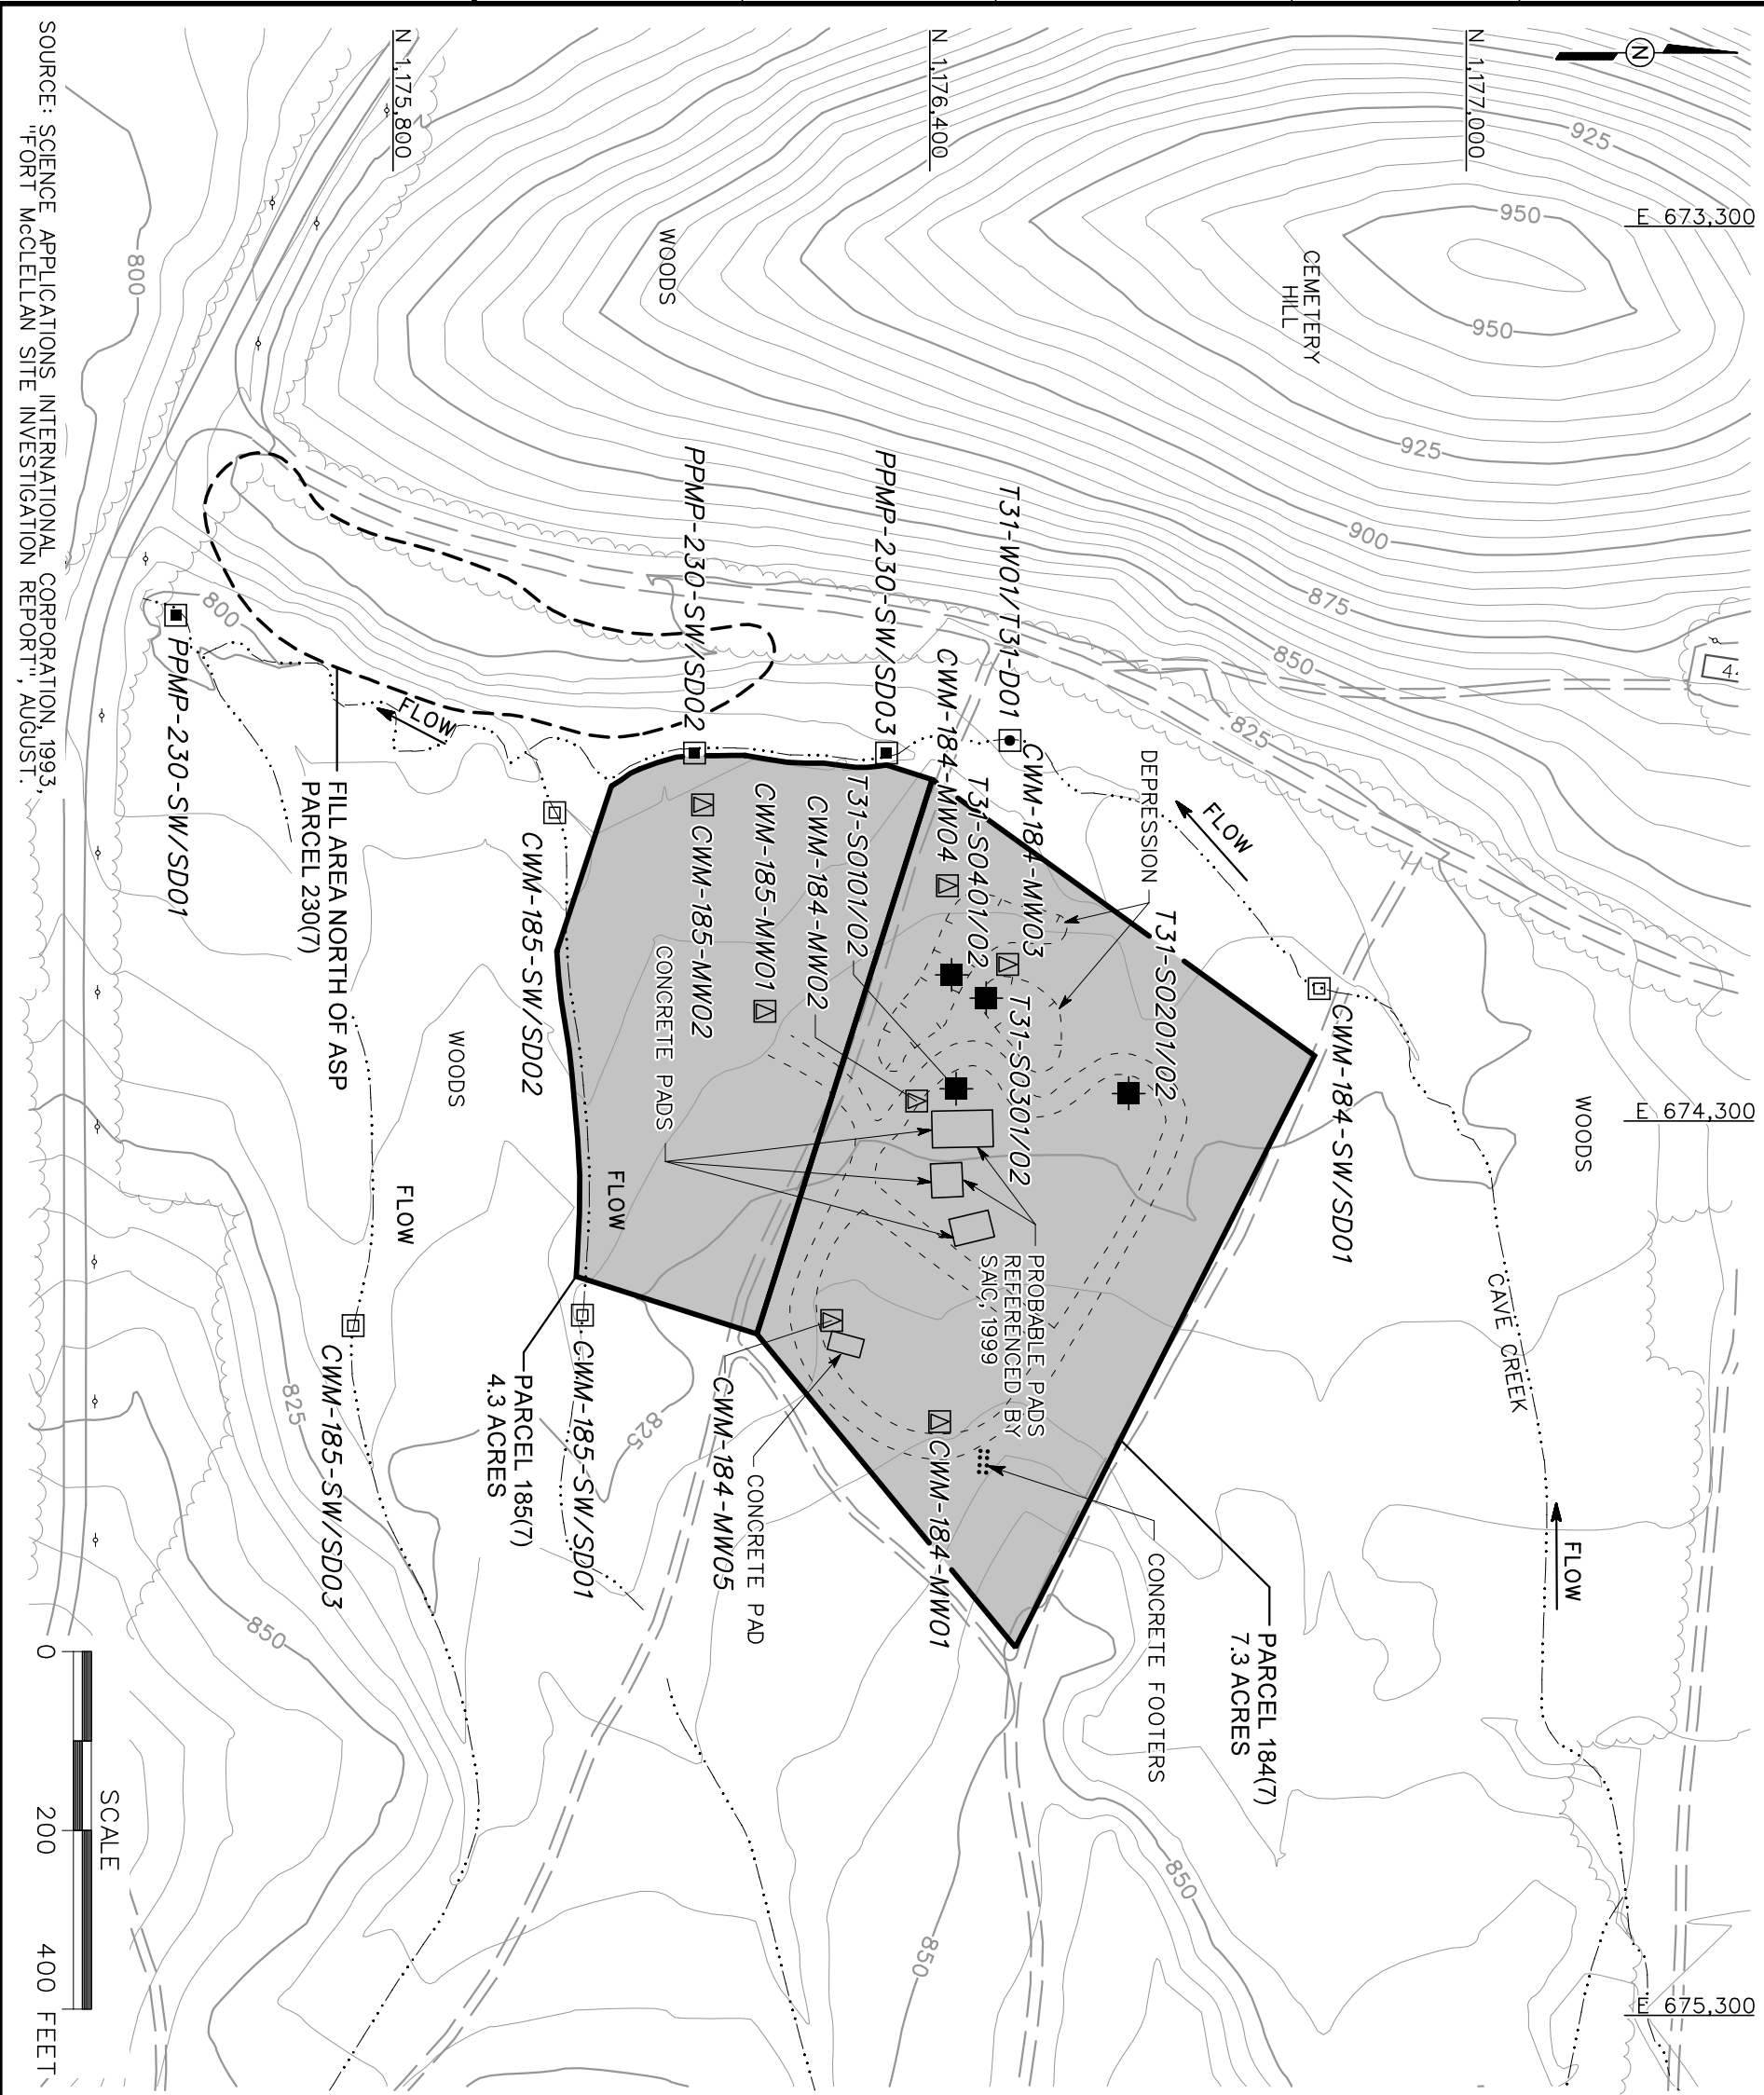 N
N 1,177,000
N 1,176,400
N 1,175,800
E 673,300
E 674,300
E 675,300
925
950
950
925
900
875
850
825
800
800
825
825
850
850
850
CEMETERY
HILL
WOODS
WOODS
WOODS
CAVE CREEK
FLOW
FLOW
FLOW
FLOW
FLOW
T31-W01/T31-D01
PPMP-230-SW/SD03
PPMP-230-SW/SD02
PPMP-230-SW/SD01
CWM-184-SW/SD01
DEPRESSION
T31-S0201/02
CWM-184-MW03
T31-S0401/02
CWM-184-MW04
T31-S0301/02
T31-S0101/02
CWM-184-MW02
CWM-185-MW01
CWM-185-MW02
CONCRETE PADS
PROBABLE PADS
REFERENCED BY
SAIC, 1999
CWM-184-MW01
CWM-184-MW05
CONCRETE PAD
CONCRETE FOOTERS
PARCEL 184(7)
7.3 ACRES
PARCEL 185(7)
4.3 ACRES
CWM-185-SW/SD01
CWM-185-SW/SD02
CWM-185-SW/SD03
FILL AREA NORTH OF ASP
PARCEL 230(7)
SCALE
0 200 400 FEET
SOURCE: SCIENCE APPLICATIONS INTERNATIONAL CORPORATION, 1993,
"FORT McCLELLAN SITE INVESTIGATION REPORT", AUGUST.